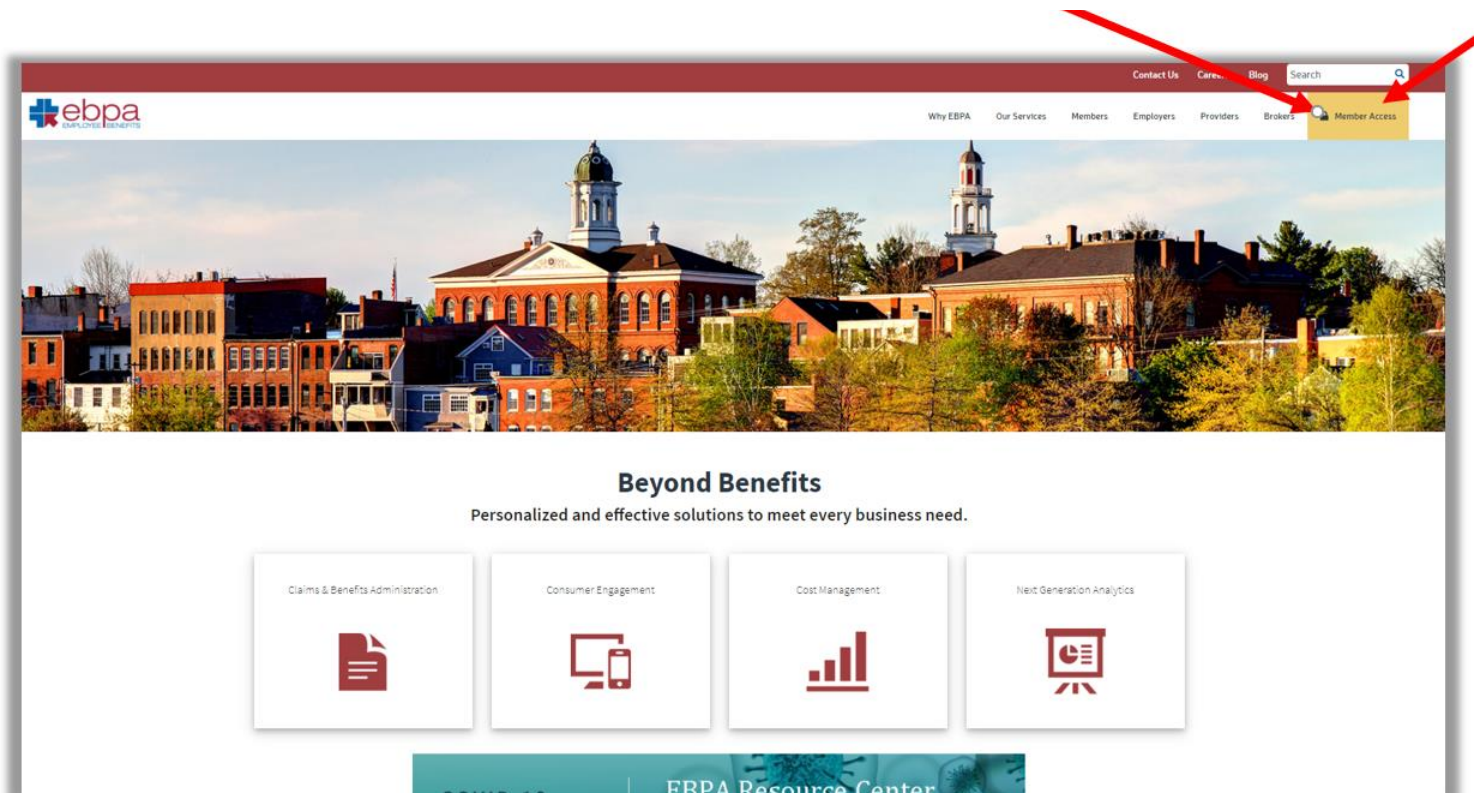 Contact Us Careers Blog Search
ebpa
EMPLOYEE BENEFITS
Why EBPA Our Services Members Employers Providers Brokers Member Access
Beyond Benefits
Personalized and effective solutions to meet every business need.
Claims & Benefits Administration Consumer Engagement Cost Management Next Generation Analytics
EBPA Resource Center